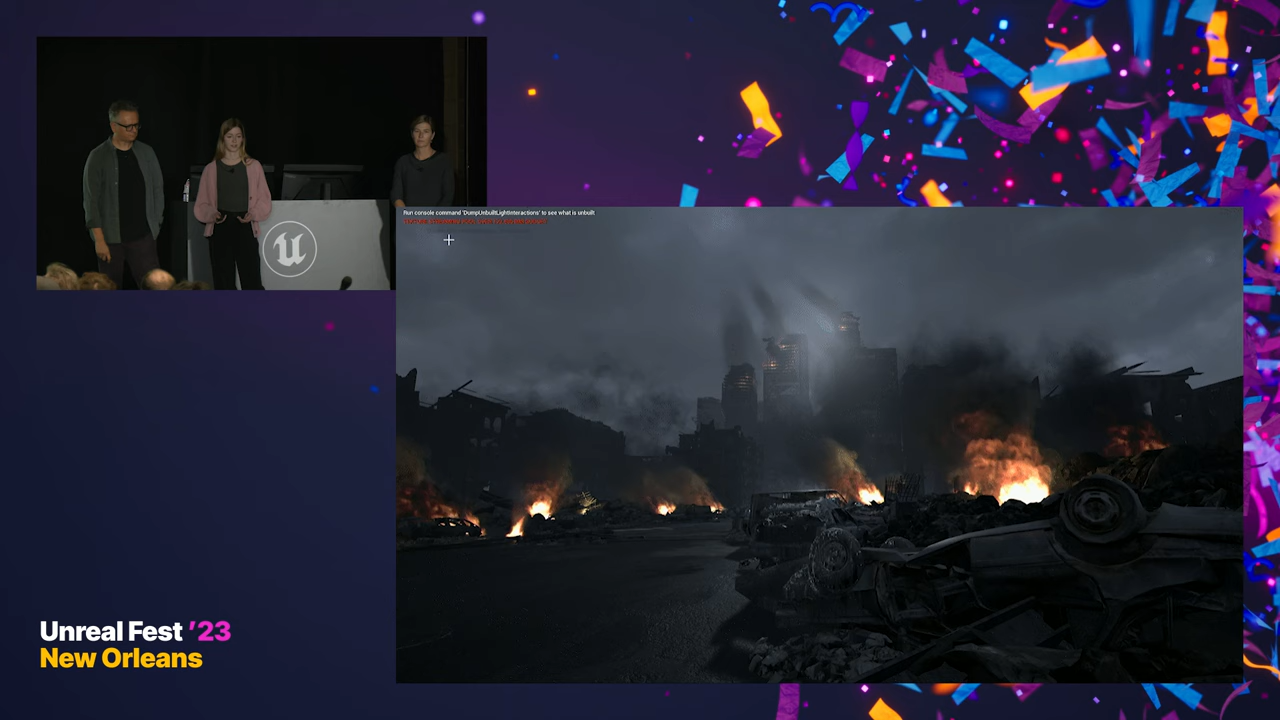 Run console command 'DumpUnbuiltLightInteractions' to see what is unbuilt
Unreal Fest '23
New Orleans